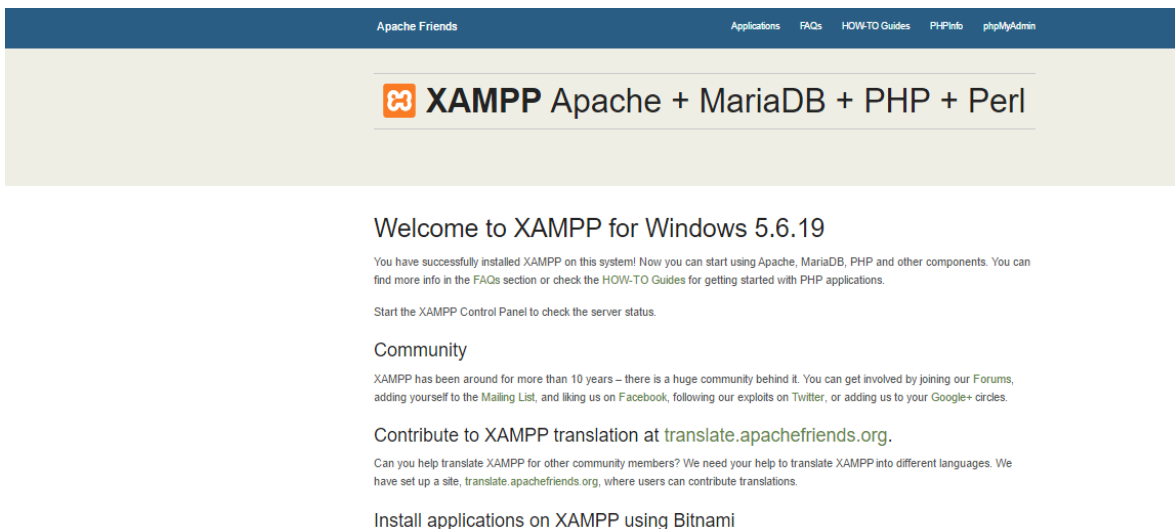 Apache Friends Applications FAQs HOW-TO Guides PHPInfo phpMyAdmin
XAMPP Apache + MariaDB + PHP + Perl
Welcome to XAMPP for Windows 5.6.19
You have successfully installed XAMPP on this system! Now you can start using Apache, MariaDB, PHP and other components. You can
find more info in the FAQs section or check the HOW-TO Guides for getting started with PHP applications.
Start the XAMPP Control Panel to check the server status.
Community
XAMPP has been around for more than 10 years – there is a huge community behind it. You can get involved by joining our Forums,
adding yourself to the Mailing List, and liking us on Facebook, following our exploits on Twitter, or adding us to your Google+ circles.
Contribute to XAMPP translation at translate.apachefriends.org.
Can you help translate XAMPP for other community members? We need your help to translate XAMPP into different languages. We
have set up a site, translate.apachefriends.org, where users can contribute translations.
Install applications on XAMPP using Bitnami